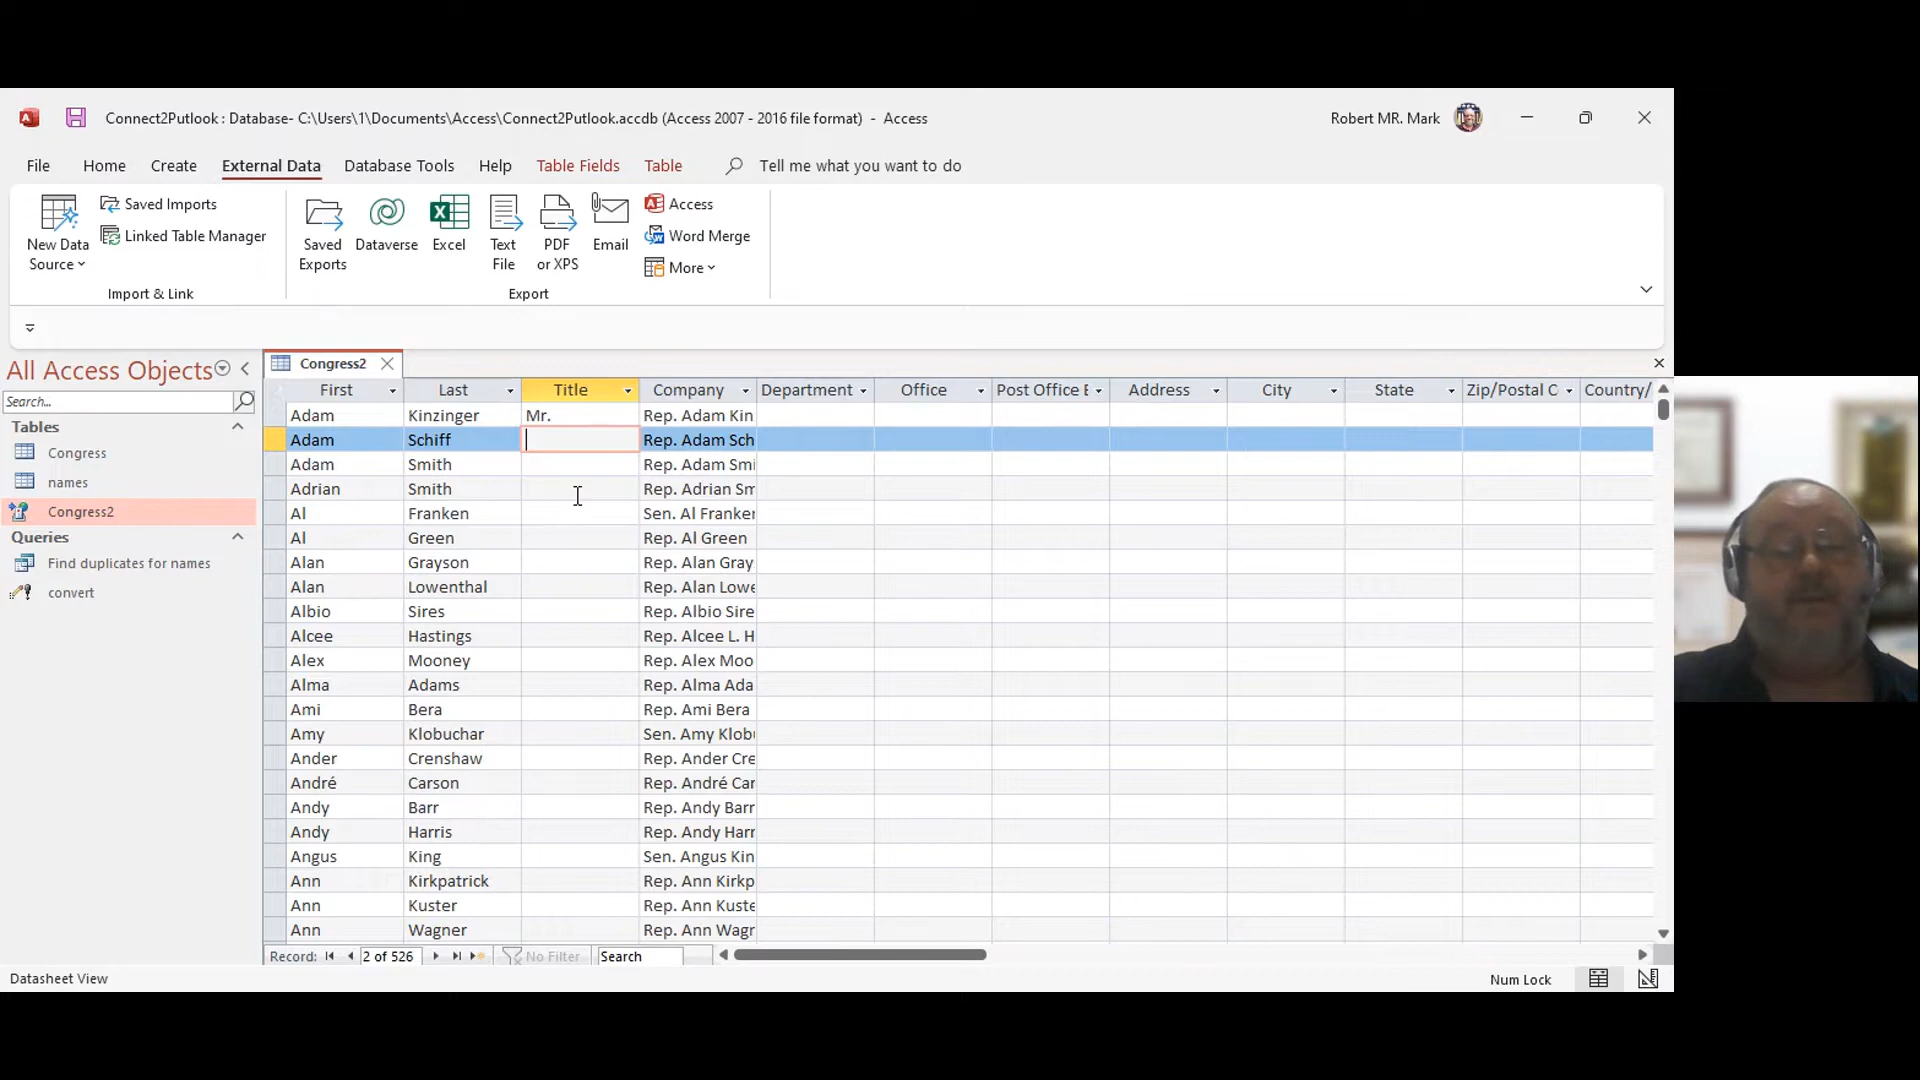 Connect2Putlook : Database- C:\Users\1\Documents\Access\Connect2Putlook.accdb (Access 2007 - 2016 file format) - Access
Robert MR. Mark
File Home Create External Data Database Tools Help Table Fields Table Tell me what you want to do
New Data Source
Saved Imports
Linked Table Manager
Import & Link
Saved Exports
Dataverse
Excel
Text File
PDF or XPS
Email
Access
Word Merge
More
Export
All Access Objects
Search...
Tables
Congress
names
Congress2
Queries
Find duplicates for names
convert
Congress2
First Last Title Company Department Office Post Office E Address City State Zip/Postal C Country/
Adam Kinzinger Mr. Rep. Adam Kin
Adam Schiff Rep. Adam Sch
Adam Smith Rep. Adam Smi
Adrian Smith Rep. Adrian Sm
Al Franken Sen. Al Franken
Al Green Rep. Al Green
Alan Grayson Rep. Alan Gray
Alan Lowenthal Rep. Alan Lowe
Albio Sires Rep. Albio Sire
Alcee Hastings Rep. Alcee L. H
Alex Mooney Rep. Alex Moo
Alma Adams Rep. Alma Ada
Ami Bera Rep. Ami Bera
Amy Klobuchar Sen. Amy Klobu
Ander Crenshaw Rep. Ander Cre
André Carson Rep. André Car
Andy Barr Rep. Andy Barr
Andy Harris Rep. Andy Harr
Angus King Sen. Angus Kin
Ann Kirkpatrick Rep. Ann Kirkp
Ann Kuster Rep. Ann Kuste
Ann Wagner Rep. Ann Wagr
Record: 2 of 526 No Filter Search
Datasheet View
Num Lock